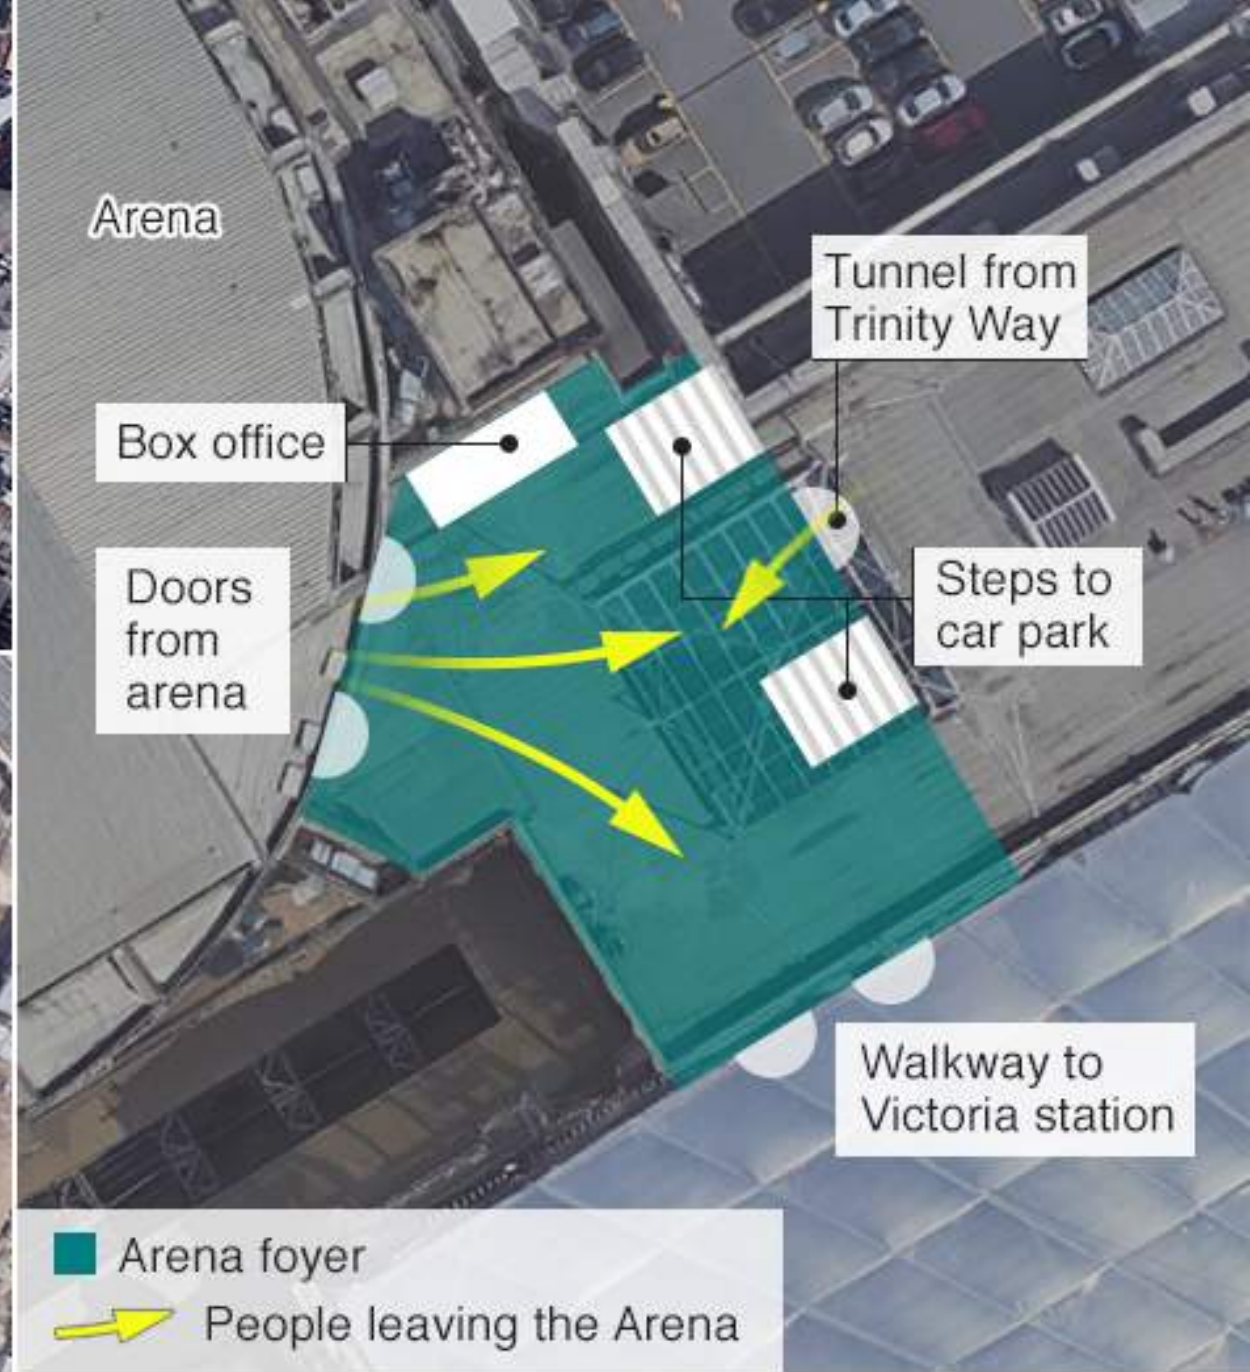 Arena
Tunnel from
Trinity Way
Box office
Doors
from
arena
Steps to
car park
Walkway to
Victoria station
Arena foyer
People leaving the Arena